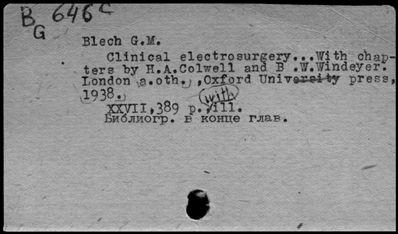 B 646c
G
Blech G.M.
Clinical electrosurgery...With chap-
ters by H.A.Colwell and B .W.Windeyer.
London a.oth. ,Oxford University press,
1938. with
XXVII,389 p. ill.
Библиогр. в конце глав.